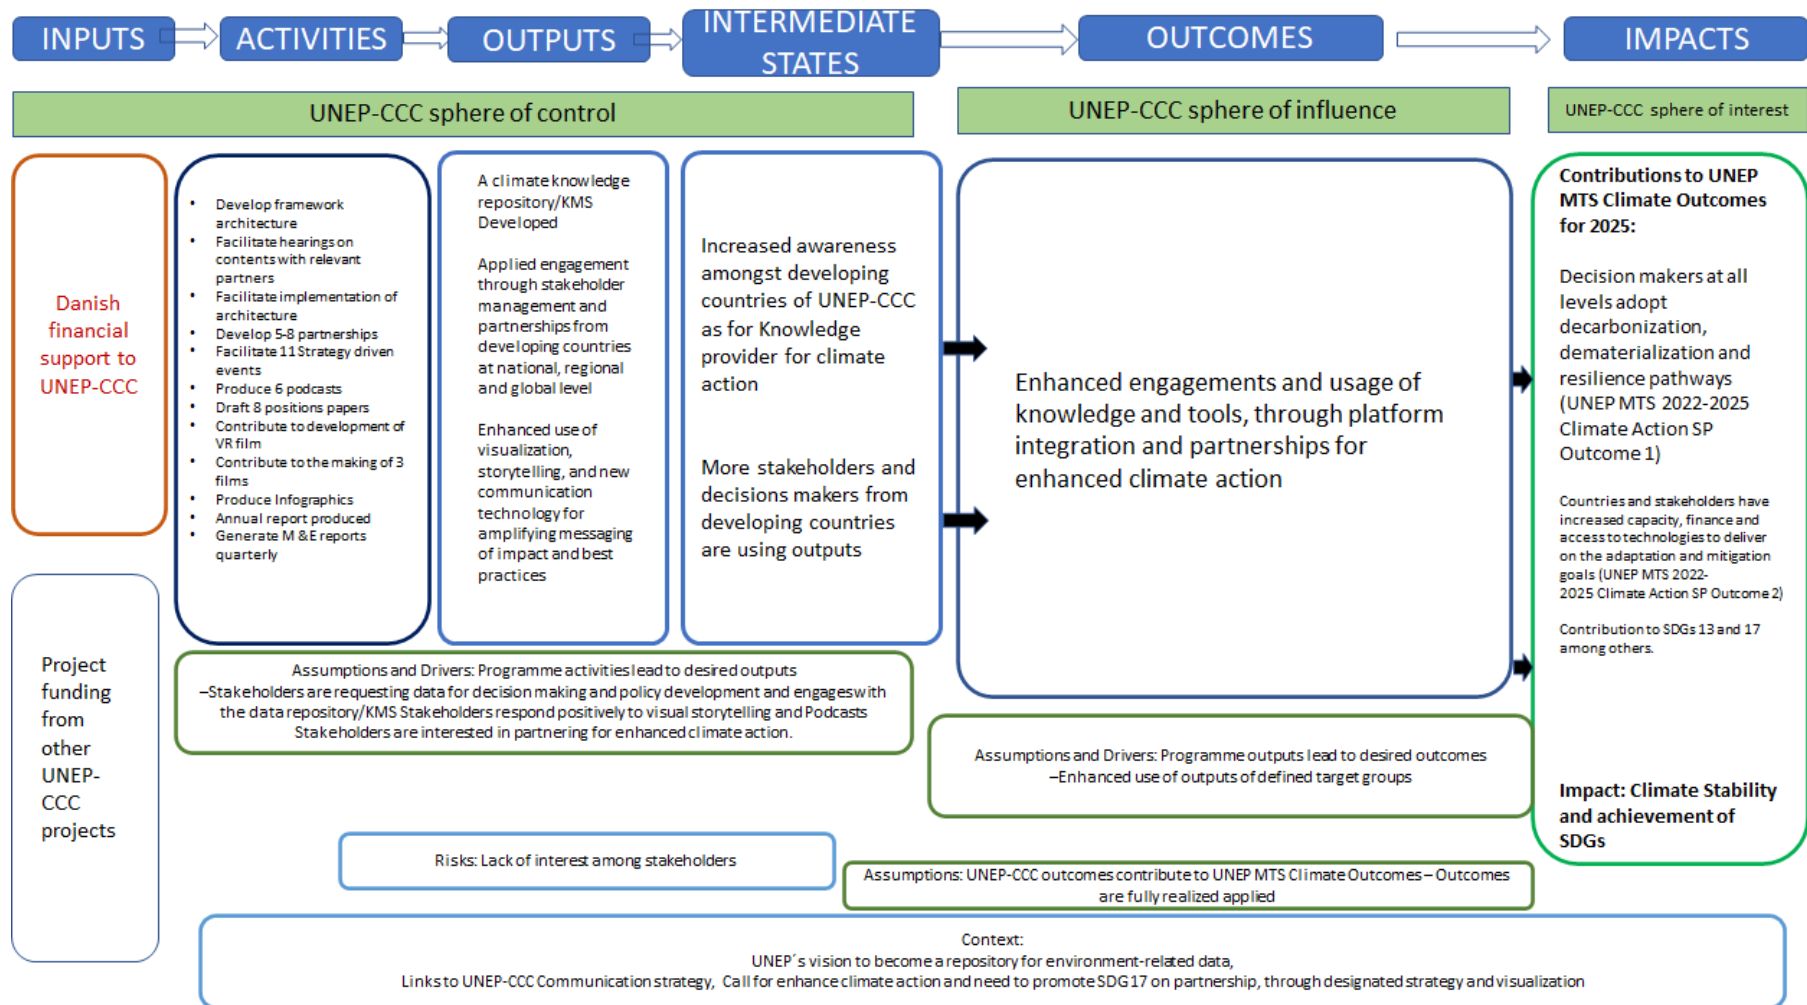 INPUTS
ACTIVITIES
OUTPUTS
INTERMEDIATE
STATES
OUTCOMES
IMPACTS
UNEP-CCC sphere of control
UNEP-CCC sphere of influence
UNEP-CCC sphere of interest
Danish
financial
support to
UNEP-CCC
Project
funding
from
other
UNEP-
CCC
projects
• Develop framework
architecture
• Facilitate hearings on
contents with relevant
partners
• Facilitate implementation of
architecture
• Develop 5-8 partnerships
• Facilitate 11 Strategy driven
events
• Produce 6 podcasts
• Draft 8 positions papers
• Contribute to development of
VR film
• Contribute to the making of 3
films
• Produce Infographics
• Annual report produced
• Generate M & E reports
quarterly
A climate knowledge
repository/KMS
Developed
Applied engagement
through stakeholder
management and
partnerships from
developing countries
at national, regional
and global level
Enhanced use of
visualization,
storytelling, and new
communication
technology for
amplifying messaging
of impact and best
practices
Increased awareness
amongst developing
countries of UNEP-CCC
as for Knowledge
provider for climate
action
More stakeholders and
decisions makers from
developing countries
are using outputs
Enhanced engagements and usage of
knowledge and tools, through platform
integration and partnerships for
enhanced climate action
Contributions to UNEP
MTS Climate Outcomes
for 2025:
Decision makers at all
levels adopt
decarbonization,
dematerialization and
resilience pathways
(UNEP MTS 2022-2025
Climate Action SP
Outcome 1)
Countries and stakeholders have
increased capacity, finance and
access to technologies to deliver
on the adaptation and mitigation
goals (UNEP MTS 2022-
2025 Climate Action SP Outcome 2)
Contribution to SDGs 13 and 17
among others.
Impact: Climate Stability
and achievement of
SDGs
Assumptions and Drivers: Programme activities lead to desired outputs
–Stakeholders are requesting data for decision making and policy development and engages with
the data repository/KMS Stakeholders respond positively to visual storytelling and Podcasts
Stakeholders are interested in partnering for enhanced climate action.
Assumptions and Drivers: Programme outputs lead to desired outcomes
–Enhanced use of outputs of defined target groups
Risks: Lack of interest among stakeholders
Assumptions: UNEP-CCC outcomes contribute to UNEP MTS Climate Outcomes – Outcomes
are fully realized applied
Context:
UNEP´s vision to become a repository for environment-related data,
Links to UNEP-CCC Communication strategy, Call for enhance climate action and need to promote SDG17 on partnership, through designated strategy and visualization